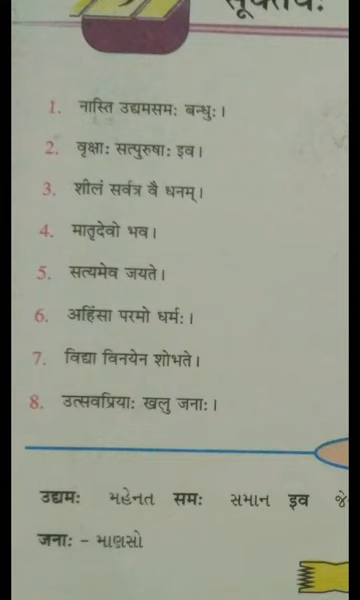 सूक्तयः
1. नास्ति उद्यमसमः बन्धुः।
2. वृक्षाः सत्पुरुषाः इव।
3. शीलं सर्वत्र वै धनम्।
4. मातृदेवो भव।
5. सत्यमेव जयते।
6. अहिंसा परमो धर्मः।
7. विद्या विनयेन शोभते।
8. उत्सवप्रियाः खलु जनाः।
उद्यमः મહેનત समः સમાન इव જે
जनाः - માણસો